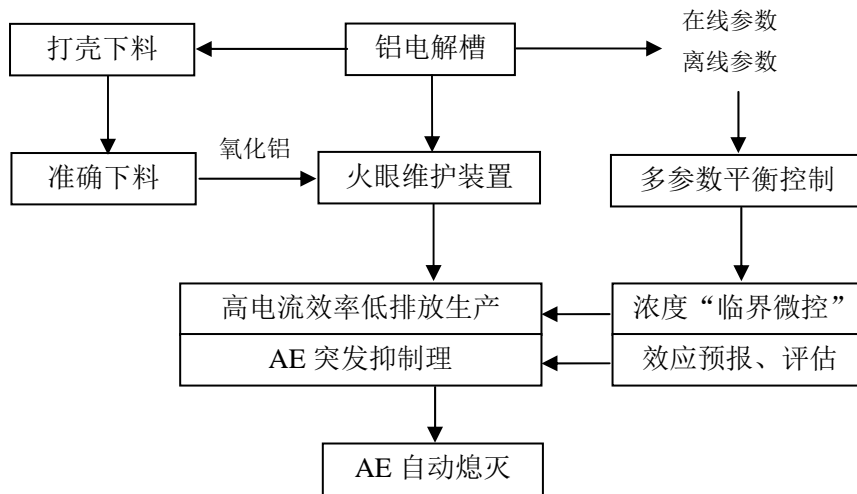 打壳下料
铝电解槽
在线参数
离线参数
准确下料
氧化铝
火眼维护装置
多参数平衡控制
高电流效率低排放生产
浓度“临界微控”
AE 突发抑制理
效应预报、评估
AE 自动熄灭